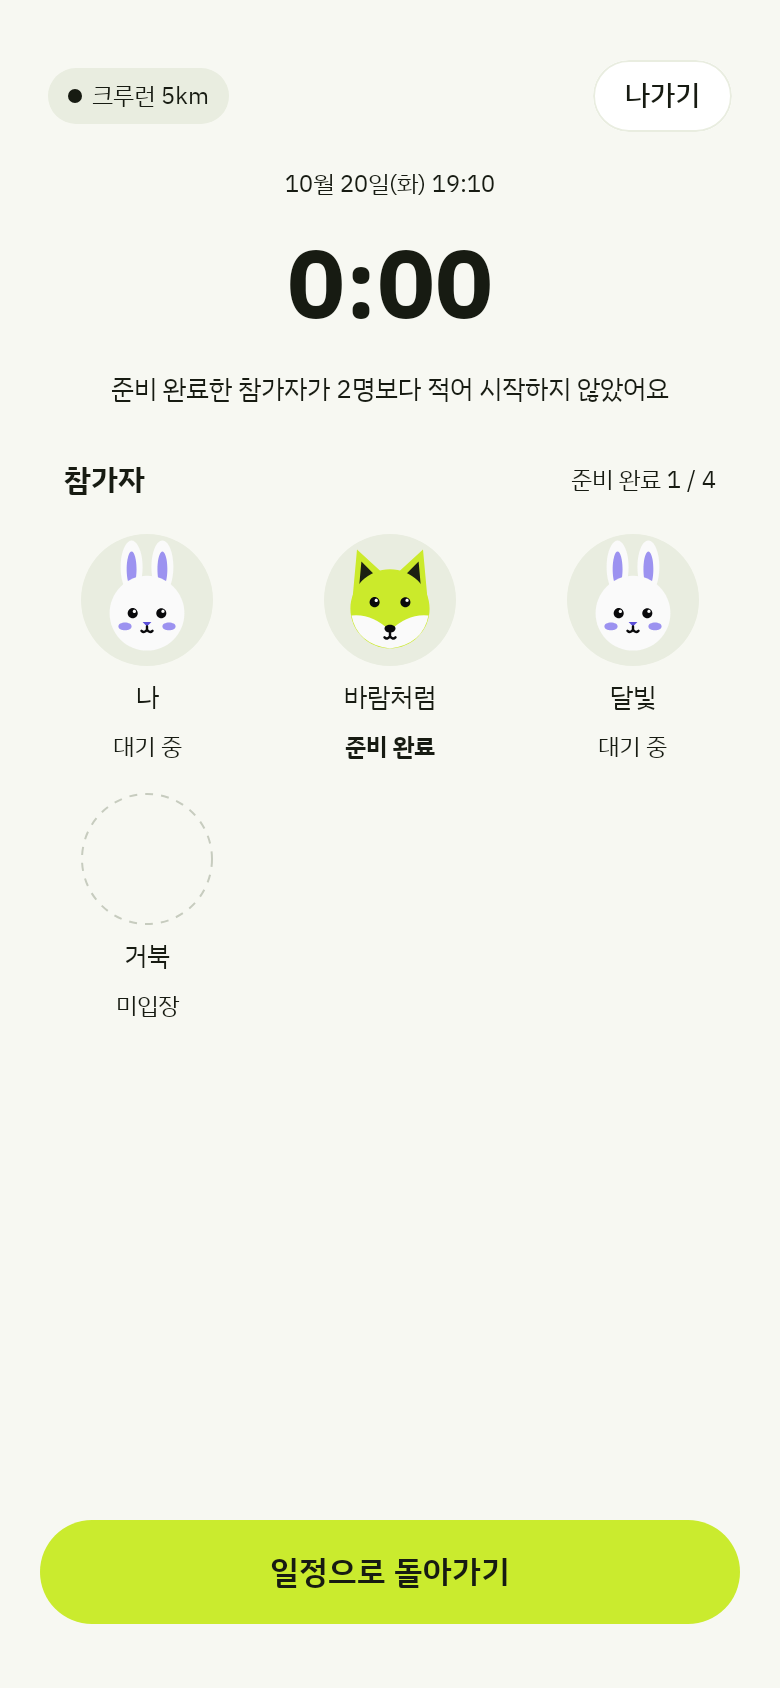 크루런 5km
나가기
10월 20일(화) 19:10
0:00
준비 완료한 참가자가 2명보다 적어 시작하지 않았어요
참가자
준비 완료 1 / 4
나
바람처럼
달빛
대기 중
준비 완료
대기 중
거북
미입장
일정으로 돌아가기